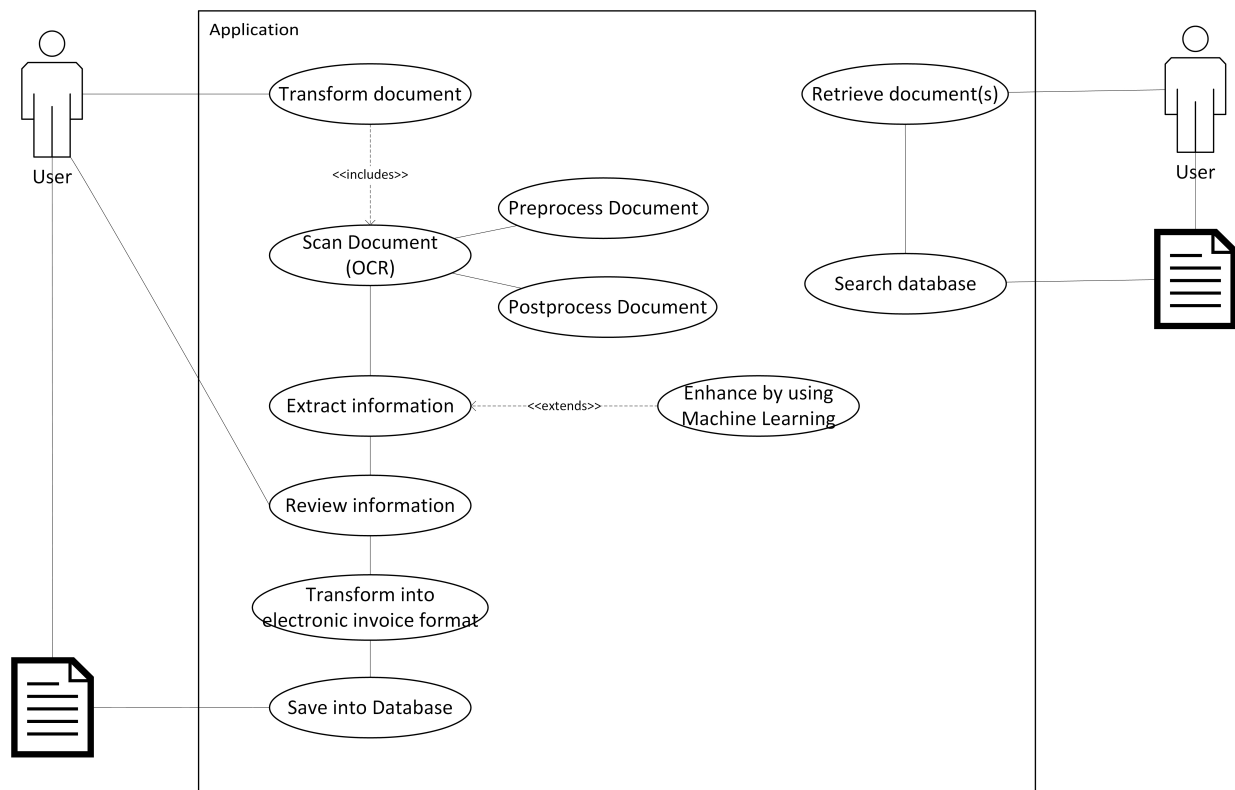 Application
Transform document
Retrieve document(s)
User
User
<<includes>>
Preprocess Document
Scan Document
(OCR)
Search database
Postprocess Document
Extract information
<<extends>>
Enhance by using
Machine Learning
Review information
Transform into
electronic invoice format
Save into Database